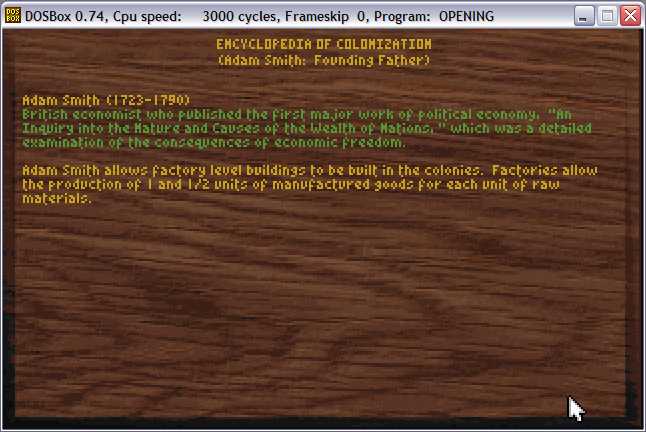 DOSBox 0.74, Cpu speed: 3000 cycles, Frameskip 0, Program: OPENING
ENCYCLOPEDIA OF COLONIZATION
(Adam Smith: Founding Father)
Adam Smith (1723-1790)
British economist who published the first major work of political economy, "An
Inquiry into the Nature and Causes of the Wealth of Nations," which was a detailed
examination of the consequences of economic freedom.
Adam Smith allows factory level buildings to be built in the colonies. Factories allow
the production of 1 and 1/2 units of manufactured goods for each unit of raw
materials.